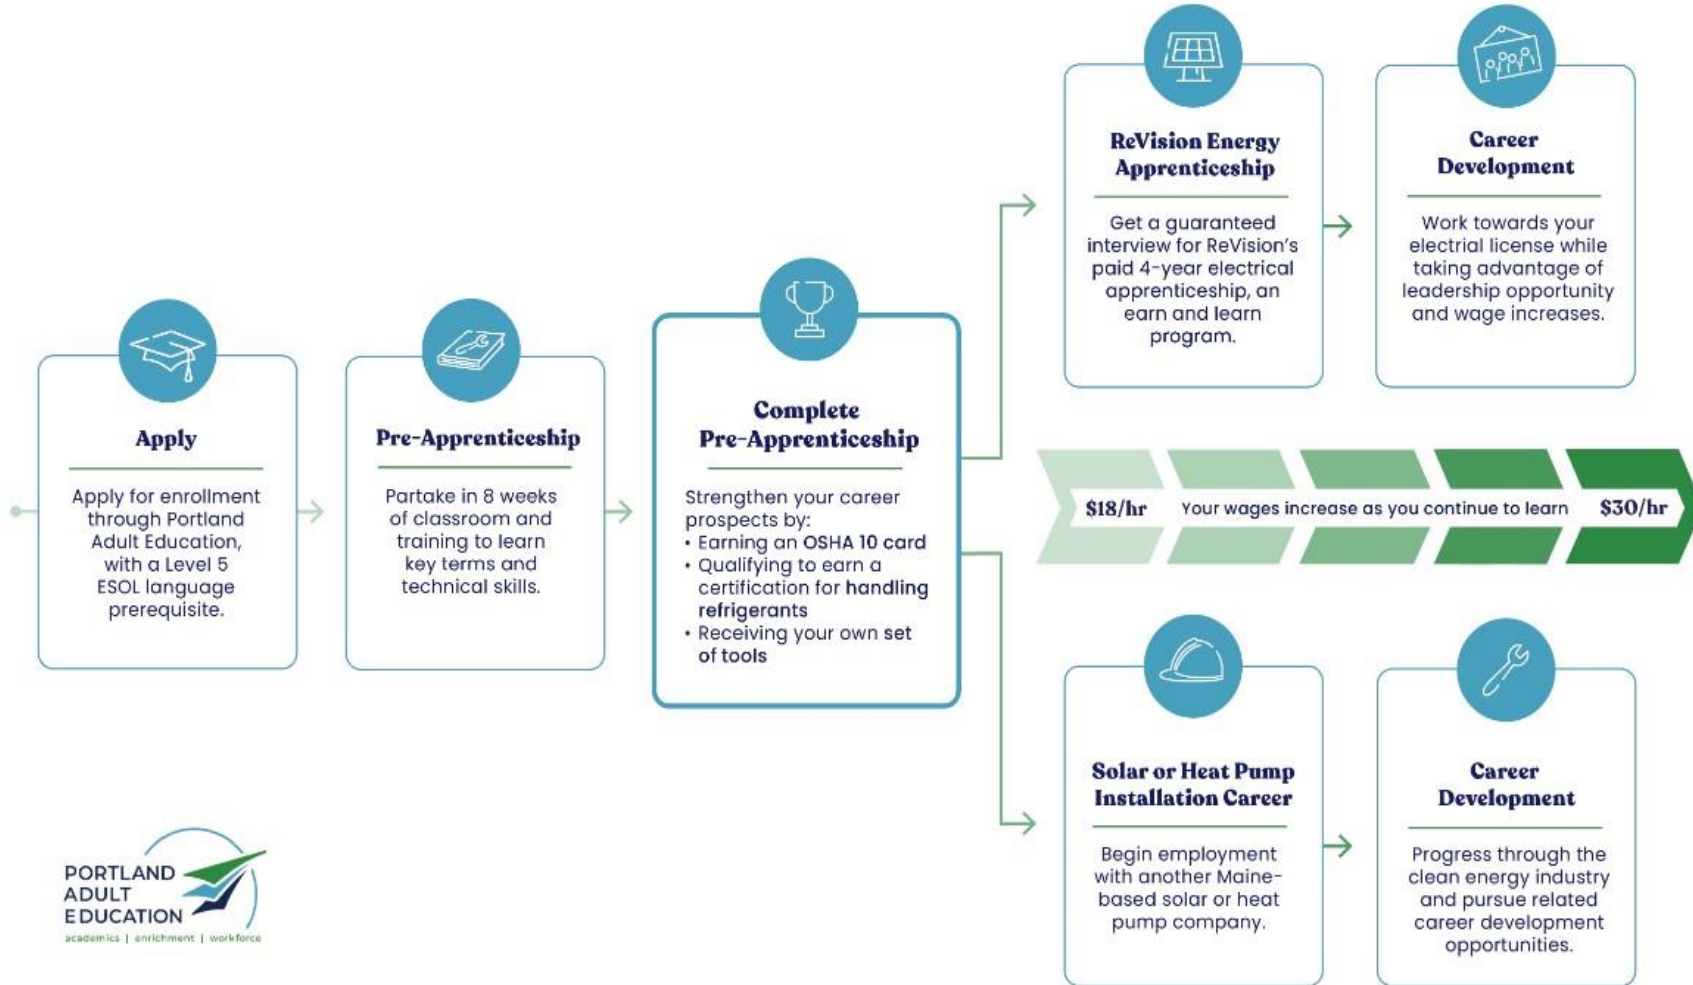 Apply
Apply for enrollment
through Portland
Adult Education,
with a Level 5
ESOL language
prerequisite.
Pre-Apprenticeship
Partake in 8 weeks
of classroom and
training to learn
key terms and
technical skills.
Complete
Pre-Apprenticeship
Strengthen your career
prospects by:
• Earning an OSHA 10 card
• Qualifying to earn a
certification for handling
refrigerants
• Receiving your own set
of tools
ReVision Energy
Apprenticeship
Get a guaranteed
interview for ReVision's
paid 4-year electrical
apprenticeship, an
earn and learn
program.
Career
Development
Work towards your
electrial license while
taking advantage of
leadership opportunity
and wage increases.
$18/hr Your wages increase as you continue to learn $30/hr
Solar or Heat Pump
Installation Career
Begin employment
with another Maine-
based solar or heat
pump company.
Career
Development
Progress through the
clean energy industry
and pursue related
career development
opportunities.
PORTLAND
ADULT
EDUCATION
academics | enrichment | workforce